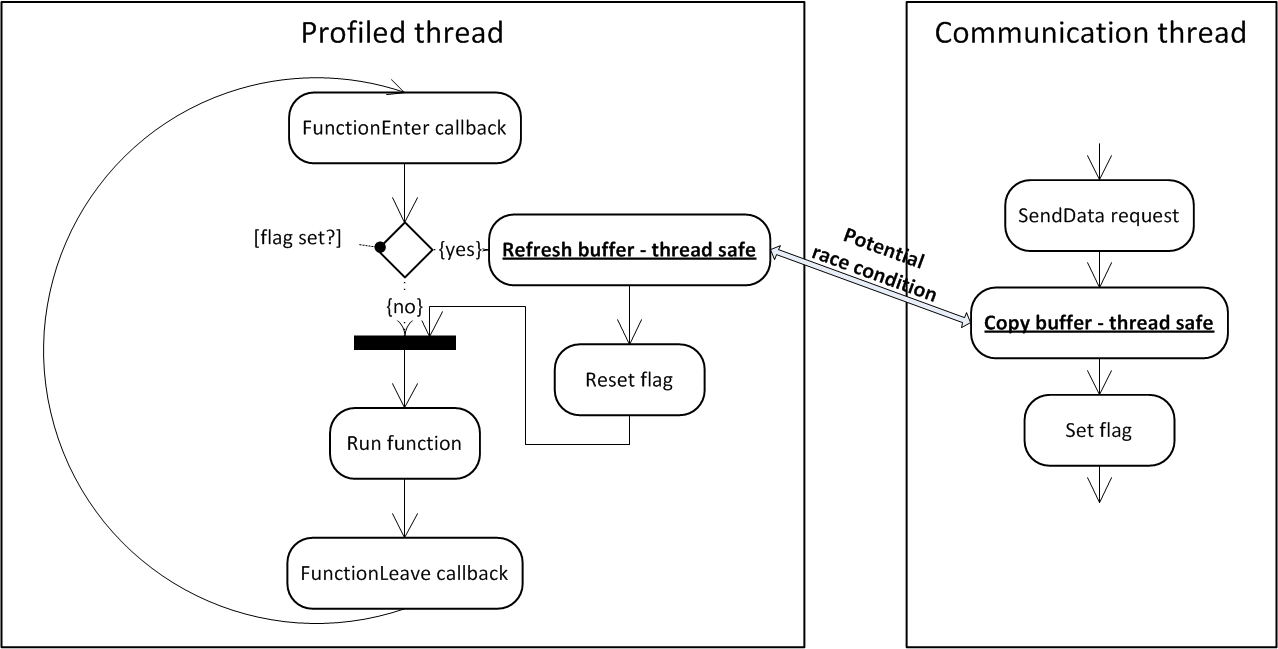 Profiled thread
FunctionEnter callback
[flag set?]
{yes}
Refresh buffer - thread safe
{no}
Reset flag
Run function
FunctionLeave callback
Potential
race condition
Communication thread
SendData request
Copy buffer - thread safe
Set flag